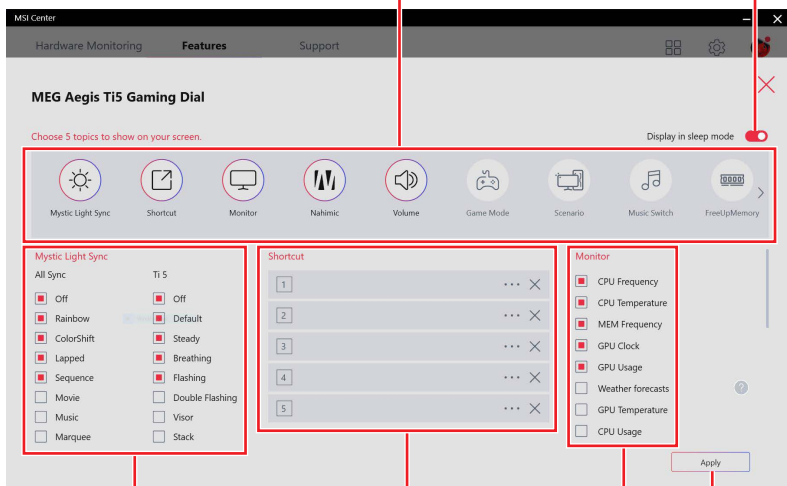 MSI Center
Hardware Monitoring Features Support
MEG Aegis Ti5 Gaming Dial
Choose 5 topics to show on your screen. Display in sleep mode
Mystic Light Sync Shortcut Monitor Nahimic Volume Game Mode Scenario Music Switch FreeUpMemory
Mystic Light Sync
All Sync Ti 5
Off Off
Rainbow Default
ColorShift Steady
Lapped Breathing
Sequence Flashing
Movie Double Flashing
Music Visor
Marquee Stack
Shortcut
1
2
3
4
5
Monitor
CPU Frequency
CPU Temperature
MEM Frequency
GPU Clock
GPU Usage
Weather forecasts
GPU Temperature
CPU Usage
?
Apply